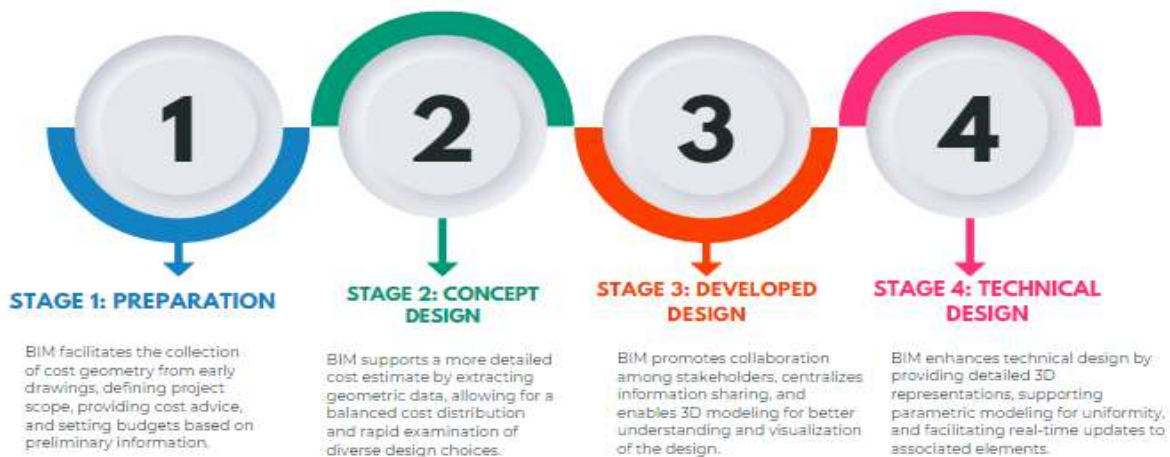 1
STAGE 1: PREPARATION
BIM facilitates the collection
of cost geometry from early
drawings, defining project
scope, providing cost advice,
and setting budgets based on
preliminary information.
2
STAGE 2: CONCEPT
DESIGN
BIM supports a more detailed
cost estimate by extracting
geometric data, allowing for a
balanced cost distribution
and rapid examination of
diverse design choices.
3
STAGE 3: DEVELOPED
DESIGN
BIM promotes collaboration
among stakeholders, centralizes
information sharing, and
enables 3D modeling for better
understanding and visualization
of the design.
4
STAGE 4: TECHNICAL
DESIGN
BIM enhances technical design by
providing detailed 3D
representations, supporting
parametric modeling for uniformity,
and facilitating real-time updates to
associated elements.